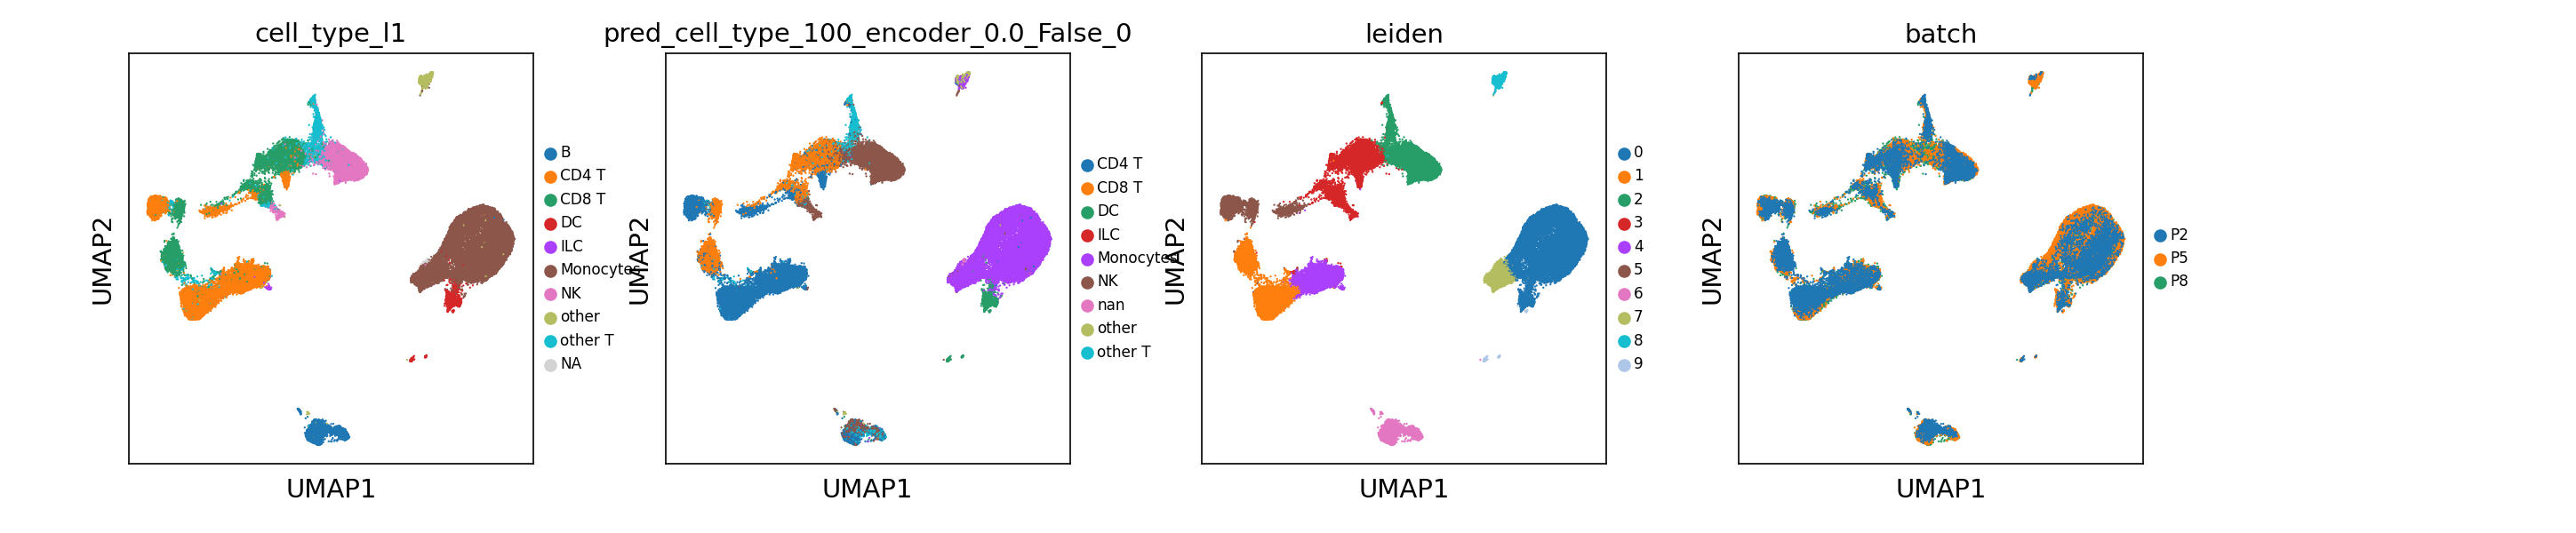 cell_type_l1
UMAP2
UMAP1
B
CD4 T
CD8 T
DC
ILC
Monocytes
NK
other
other T
NA
pred_cell_type_100_encoder_0.0_False_0
UMAP2
UMAP1
CD4 T
CD8 T
DC
ILC
Monocytes
NK
nan
other
other T
leiden
UMAP2
UMAP1
0
1
2
3
4
5
6
7
8
9
batch
UMAP2
UMAP1
P2
P5
P8